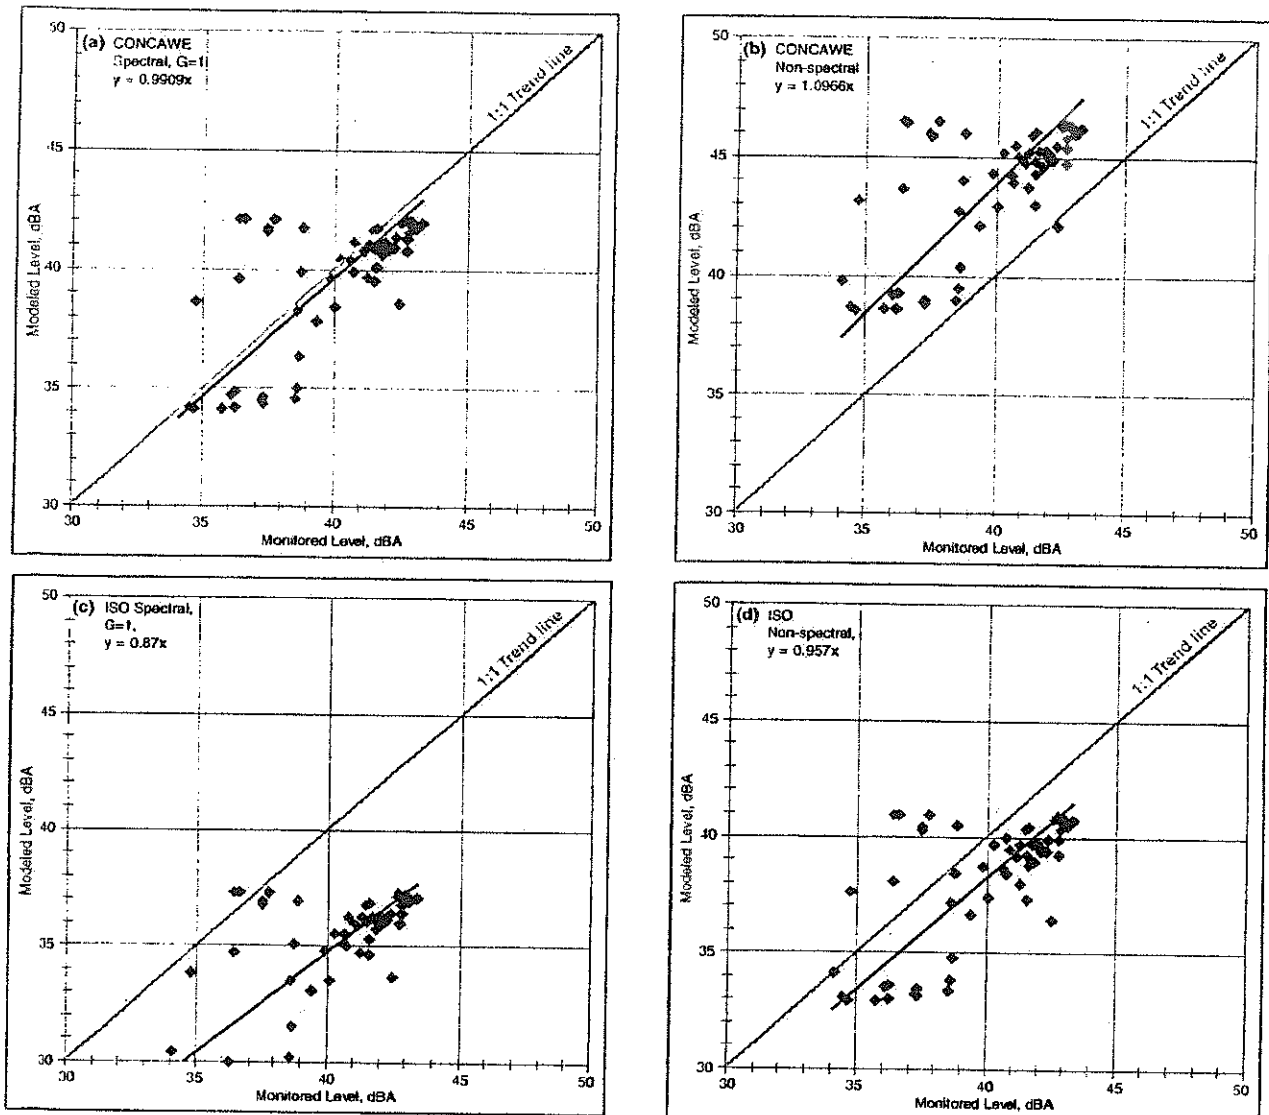 (a) CONCAWE
Spectral, G=1
y = 0.9909x
1:1 Trend line
50
45
40
35
30
Modeled Level, dBA
30 35 40 45 50
Monitored Level, dBA
(b) CONCAWE
Non-spectral
y = 1.0966x
1:1 Trend line
50
45
40
35
30
Modeled Level, dBA
30 35 40 45 50
Monitored Level, dBA
(c) ISO Spectral,
G=1,
y = 0.87x
1:1 Trend line
50
45
40
35
30
Modeled Level, dBA
30 35 40 45 50
Monitored Level, dBA
(d) ISO
Non-spectral,
y = 0.957x
1:1 Trend line
50
45
40
35
30
Modeled Level, dBA
30 35 40 45 50
Monitored Level, dBA